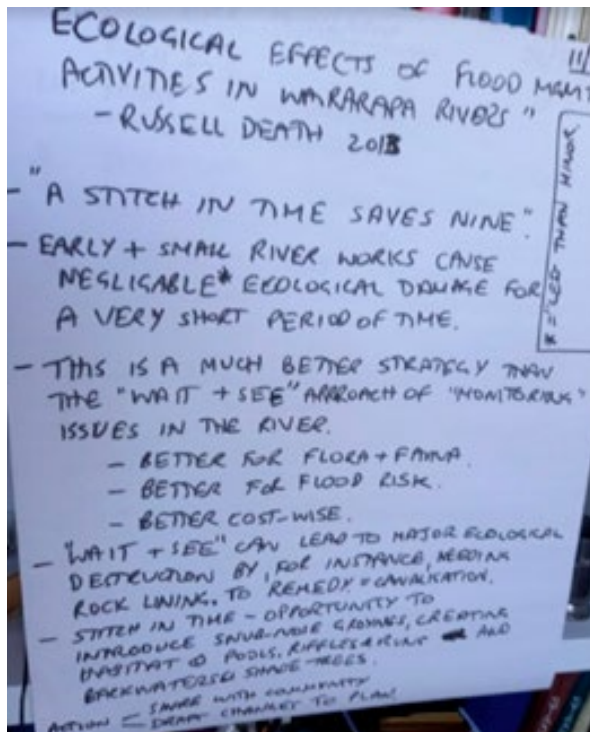 ECOLOGICAL EFFECTS OF FLOOD MGMT
ACTIVITIES IN WAIRARAPA RIVERS"
- RUSSELL DEATH 2013
11/
- "A STITCH IN TIME SAVES NINE".
- EARLY + SMALL RIVER WORKS CAUSE
NEGLIGABLE* ECOLOGICAL DAMAGE FOR
A VERY SHORT PERIOD OF TIME.
* = "LESS THAN MINOR
- THIS IS A MUCH BETTER STRATEGY THAN
THE "WAIT + SEE" APPROACH OF "MONITORING"
ISSUES IN THE RIVER.
- BETTER FOR FLORA + FAUNA.
- BETTER FOR FLOOD RISK.
- BETTER COST-WISE.
- "WAIT + SEE" CAN LEAD TO MAJOR ECOLOGICAL
DESTRUCTION BY, FOR INSTANCE, NEEDING
ROCK LINING, TO REMEDY = CANALISATION.
- STITCH IN TIME - OPPORTUNITY TO
INTRODUCE GROYNES, CREATING
HABITAT POOLS, RIFFLES & RUNS AND
BACKWATERS & SHADE-TREES.
ACTION - SHARE WITH COMMUNITY
- DRAFT CHANGES TO PLAN!